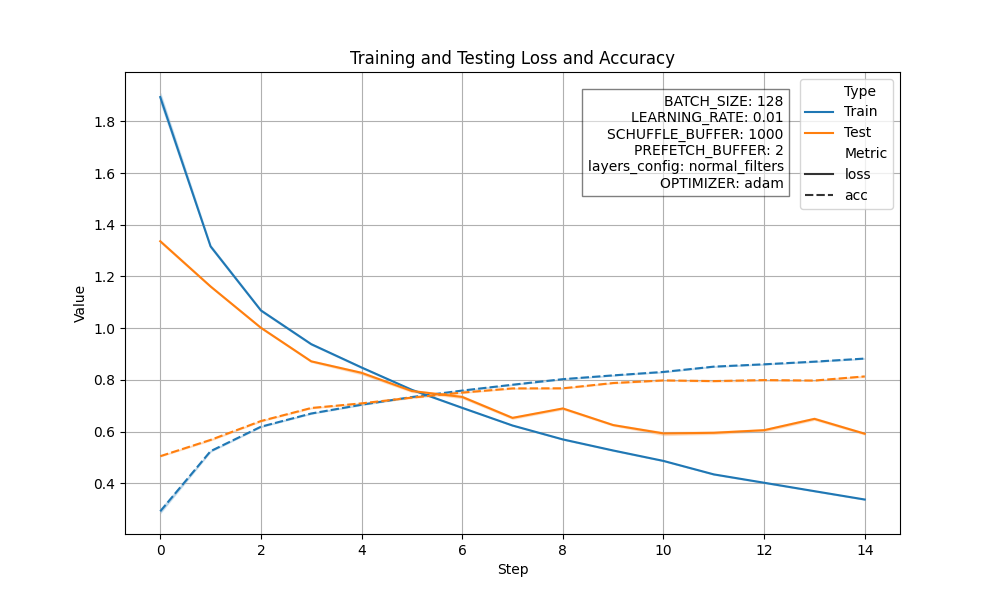 Training and Testing Loss and Accuracy
Value
1.8
1.6
1.4
1.2
1.0
0.8
0.6
0.4
BATCH_SIZE: 128
LEARNING_RATE: 0.01
SCHUFFLE_BUFFER: 1000
PREFETCH_BUFFER: 2
layers_config: normal_filters
OPTIMIZER: adam
Type
Train
Test
Metric
loss
acc
0 2 4 6 8 10 12 14
Step